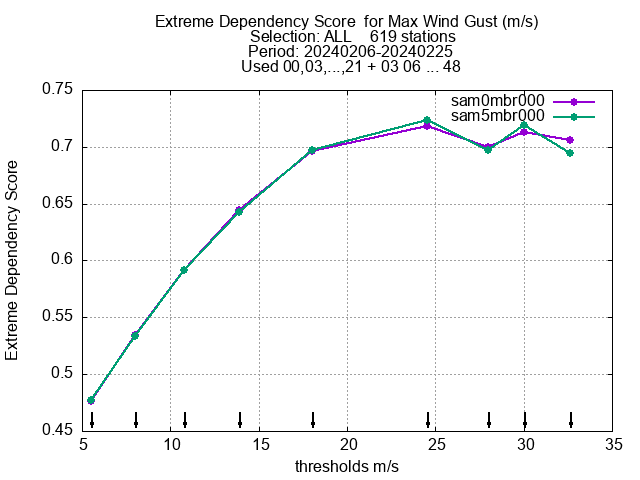 Extreme Dependency Score  for Max Wind Gust (m/s)
Selection: ALL    619 stations
Period: 20240206-20240225
Used 00,03,...,21 + 03 06 ... 48
sam0mbr000
sam5mbr000
0.75
0.7
0.65
0.6
0.55
0.5
0.45
Extreme Dependency Score
5 10 15 20 25 30 35
thresholds m/s